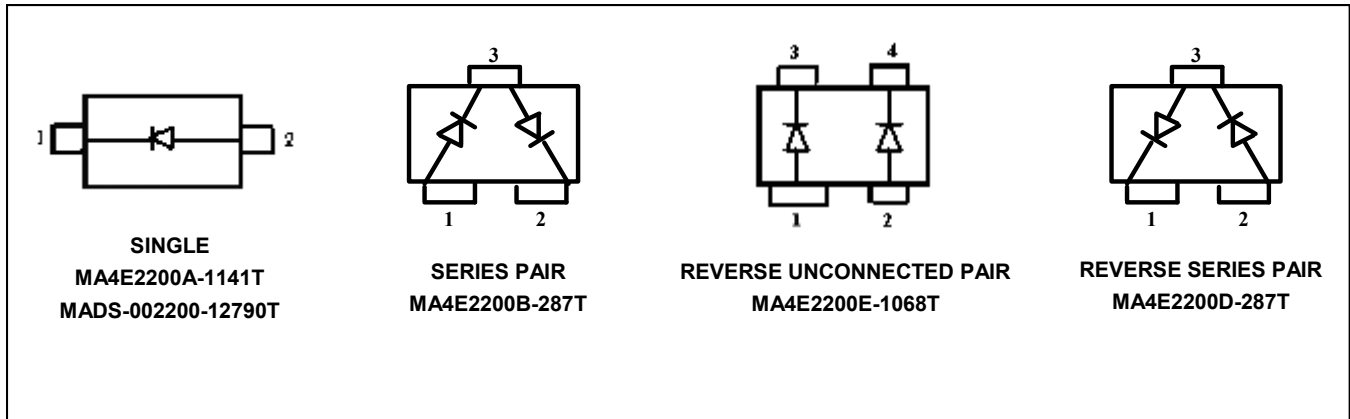 1
2
SINGLE
MA4E2200A-1141T
MADS-002200-12790T
3
1
2
SERIES PAIR
MA4E2200B-287T
3
4
1
2
REVERSE UNCONNECTED PAIR
MA4E2200E-1068T
3
1
2
REVERSE SERIES PAIR
MA4E2200D-287T